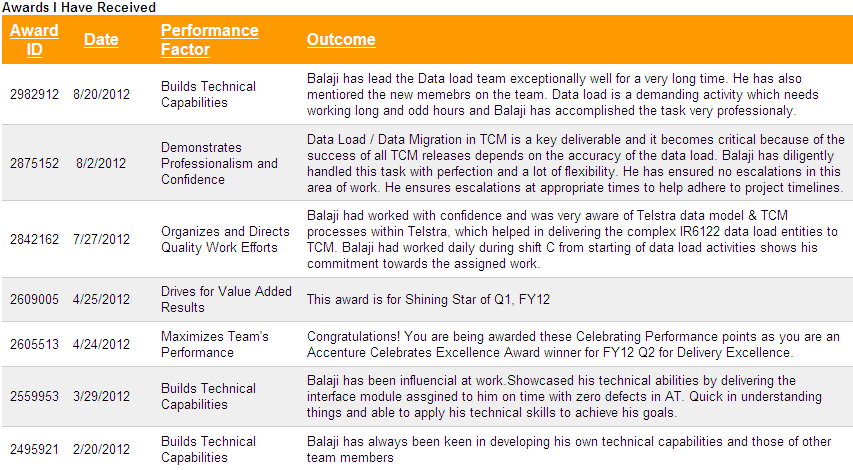 Awards I Have Received
Award ID Date Performance Factor Outcome
2982912 8/20/2012 Builds Technical Capabilities Balaji has lead the Data load team exceptionally well for a very long time. He has also
mentiored the new memebrs on the team. Data load is a demanding activity which needs
working long and odd hours and Balaji has accomplished the task very professionaly.
2875152 8/2/2012 Demonstrates Professionalism and Confidence Data Load / Data Migration in TCM is a key deliverable and it becomes critical because of the
success of all TCM releases depends on the accuracy of the data load. Balaji has diligently
handled this task with perfection and a lot of flexibility. He has ensured no escalations in this
area of work. He ensures escalations at appropriate times to help adhere to project timelines.
2842162 7/27/2012 Organizes and Directs Quality Work Efforts Balaji had worked with confidence and was very aware of Telstra data model & TCM
processes within Telstra, which helped in delivering the complex IR6122 data load entities to
TCM. Balaji had worked daily during shift C from starting of data load activities shows his
commitment towards the assigned work.
2609005 4/25/2012 Drives for Value Added Results This award is for Shining Star of Q1, FY12
2605513 4/24/2012 Maximizes Team's Performance Congratulations! You are being awarded these Celebrating Performance points as you are an
Accenture Celebrates Excellence Award winner for FY12 Q2 for Delivery Excellence.
2559953 3/29/2012 Builds Technical Capabilities Balaji has been influencial at work.Showcased his technical abilities by delivering the
interface module assgined to him on time with zero defects in AT. Quick in understanding
things and able to apply his technical skills to achieve his goals.
2495921 2/20/2012 Builds Technical Capabilities Balaji has always been keen in developing his own technical capabilities and those of other
team members